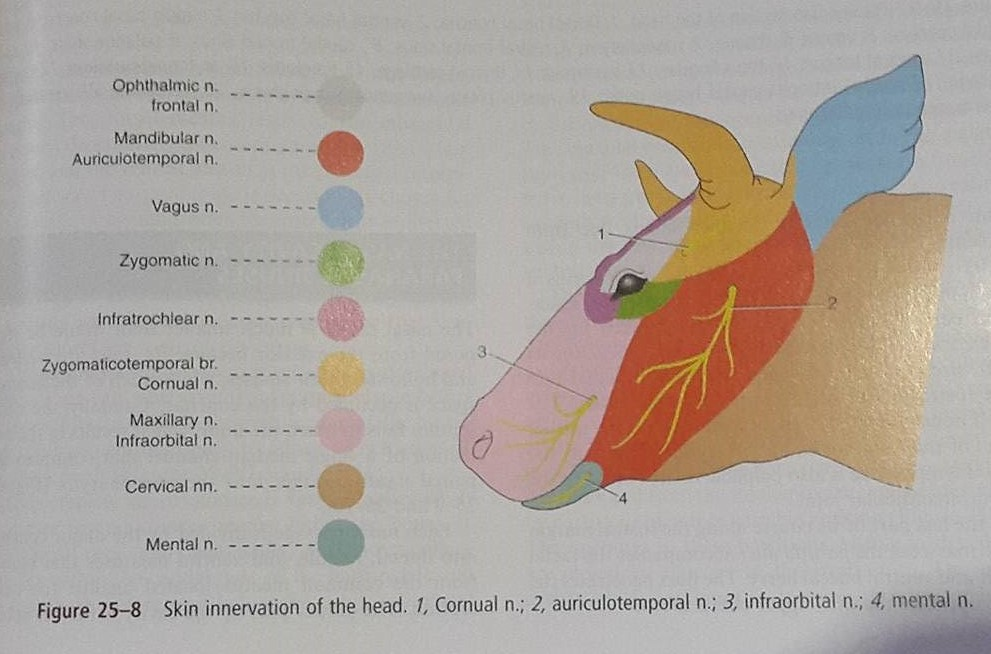 Ophthalmic n.
frontal n.
Mandibular n.
Auriculotemporal n.
Vagus n.
Zygomatic n.
Infratrochlear n.
Zygomaticotemporal br.
Cornual n.
Maxillary n.
Infraorbital n.
Cervical nn.
Mental n.
1
2
3
4
Figure 25–8 Skin innervation of the head. 1, Cornual n.; 2, auriculotemporal n.; 3, infraorbital n.; 4, mental n.